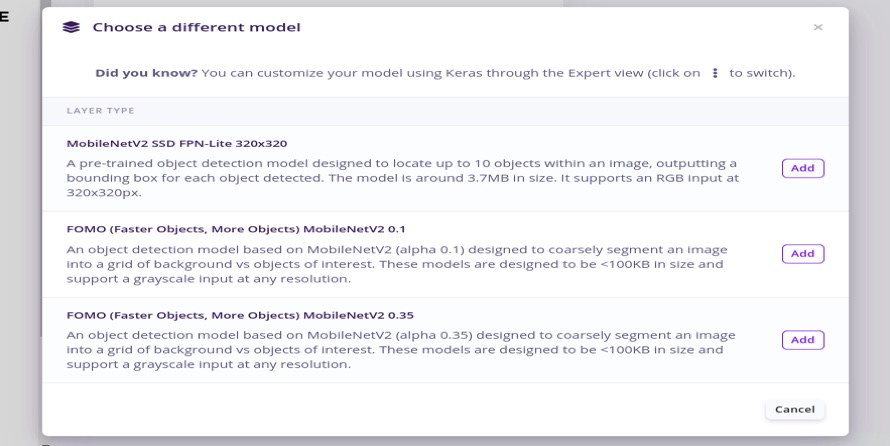 E
Choose a different model
×
Did you know? You can customize your model using Keras through the Expert view (click on ⋮ to switch).
LAYER TYPE
MobileNetV2 SSD FPN-Lite 320x320
A pre-trained object detection model designed to locate up to 10 objects within an image, outputting a
bounding box for each object detected. The model is around 3.7MB in size. It supports an RGB input at
320x320px.
Add
FOMO (Faster Objects, More Objects) MobileNetV2 0.1
An object detection model based on MobileNetV2 (alpha 0.1) designed to coarsely segment an image
into a grid of background vs objects of interest. These models are designed to be <100KB in size and
support a grayscale input at any resolution.
Add
FOMO (Faster Objects, More Objects) MobileNetV2 0.35
An object detection model based on MobileNetV2 (alpha 0.35) designed to coarsely segment an image
into a grid of background vs objects of interest. These models are designed to be <100KB in size and
support a grayscale input at any resolution.
Add
Cancel